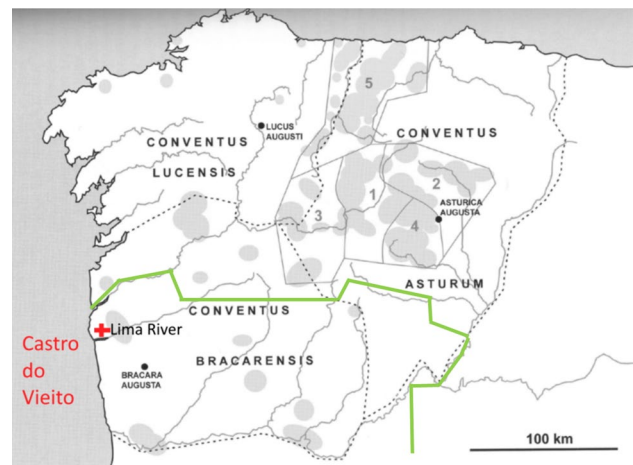 5
LUCUS
AUGUSTI
CONVENTUS
LUCENSIS
CONVENTUS
1
2
3
4
ASTURICA
AUGUSTA
ASTURUM
CONVENTUS
Lima River
Castro
do
Vieito
BRACARENSIS
BRACARA
AUGUSTA
100 km